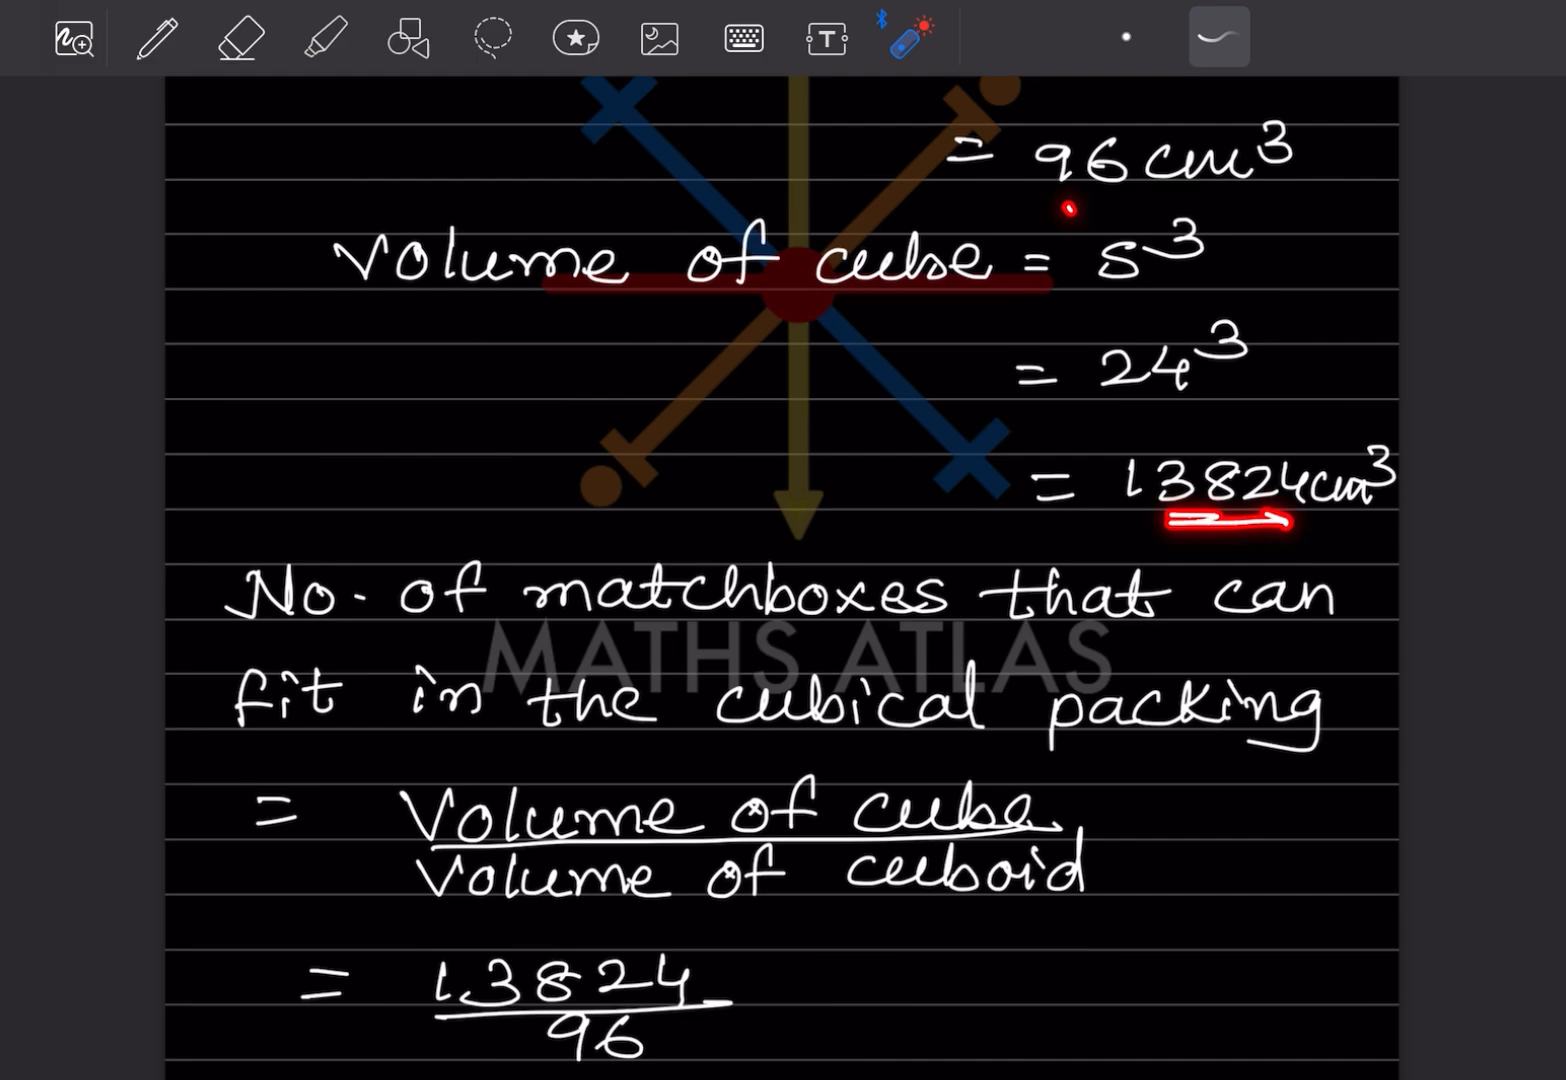 = 96 cm³
Volume of cube = s³
= 24³
= 13824 cm³
No. of matchboxes that can
MATHS ATLAS
fit in the cubical packing
= Volume of cube
Volume of cuboid
= 13824
96